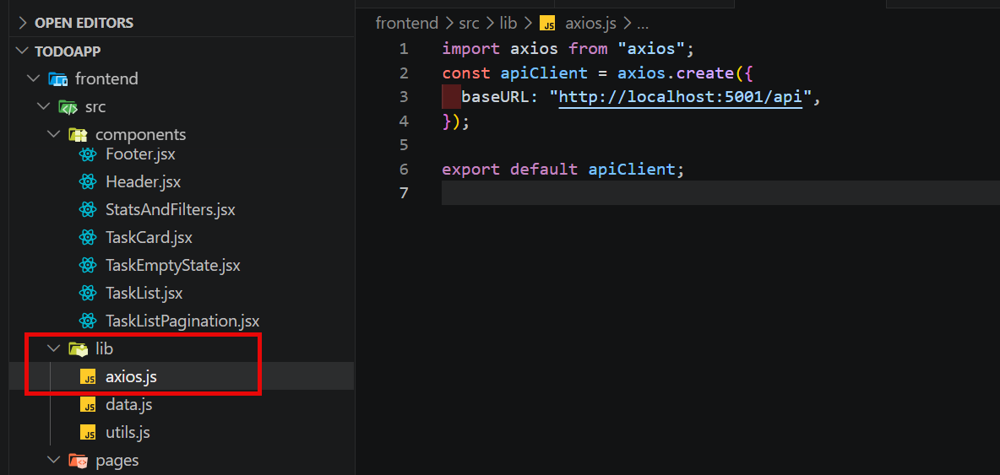 OPEN EDITORS
TODOAPP
frontend
src
components
Footer.jsx
Header.jsx
StatsAndFilters.jsx
TaskCard.jsx
TaskEmptyState.jsx
TaskList.jsx
TaskListPagination.jsx
lib
JS axios.js
JS data.js
JS utils.js
pages
frontend > src > lib > JS axios.js > ...
1 import axios from "axios";
2 const apiClient = axios.create({
3 baseURL: "http://localhost:5001/api",
4 });
5
6 export default apiClient;
7